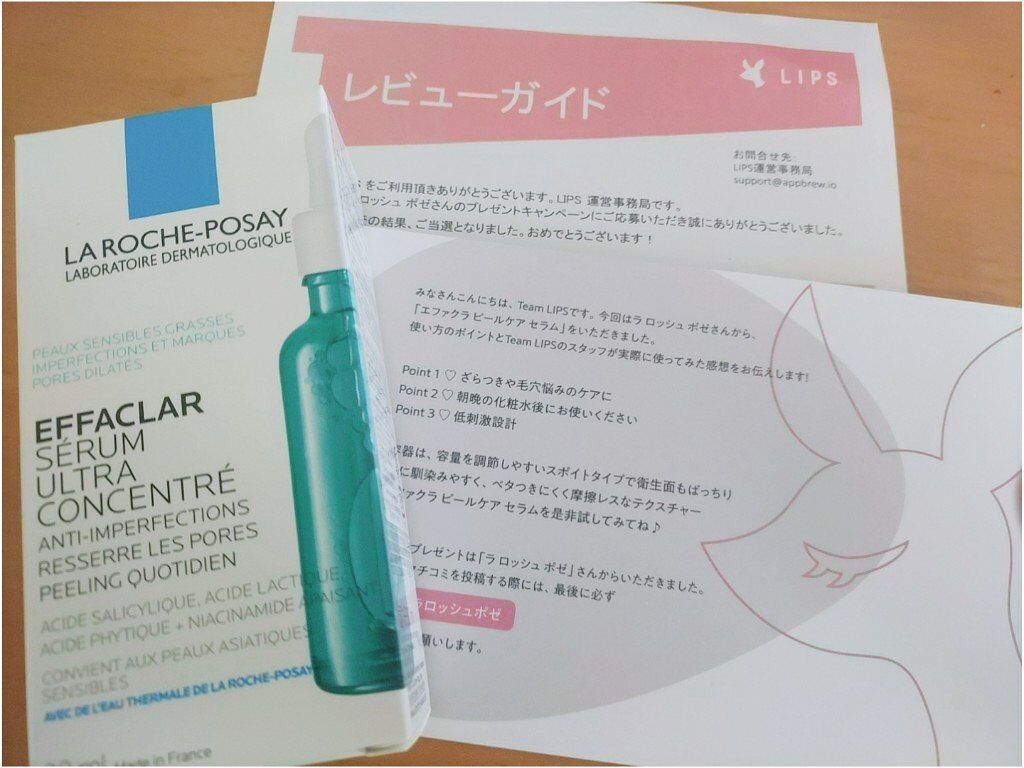 LA ROCHE-POSAY
LABORATOIRE DERMATOLOGIQUE
PEAUX SENSIBLES GRASSES
IMPERFECTIONS ET MARQUES
PORES DILATÉS
EFFACLAR
SÉRUM
ULTRA
CONCENTRÉ
ANTI-IMPERFECTIONS
RESSERRE LES PORES
PEELING QUOTIDIEN
ACIDE SALICYLIQUE, ACIDE LACTIQUE,
ACIDE PHYTIQUE + NIACINAMIDE APAISANT
CONVIENT AUX PEAUX ASIATIQUES
SENSIBLES
AVEC DE L'EAU THERMALE DE LA ROCHE-POSAY
Made in France
レビューガイド
LIPS
お問合せ先:
LIPS運営事務局
support@appbrew.io
をご利用頂きありがとうございます。LIPS 運営事務局です。
ロッシュ ポゼさんのプレゼントキャンペーンにご応募いただき誠にありがとうございました。
の結果、ご当選となりました。おめでとうございます！
みなさんこんにちは、Team LIPSです。今回はラ ロッシュ ポゼさんから、
「エファクラ ピールケア セラム」をいただきました。
使い方のポイントとTeam LIPSのスタッフが実際に使ってみた感想をお伝えします!
Point 1 ♡ ざらつきや毛穴悩みのケアに
Point 2 ♡ 朝晩の化粧水後にお使いください
Point 3 ♡ 低刺激設計
容器は、容量を調節しやすいスポイトタイプで衛生面もばっちり
に馴染みやすく、ベタつきにくく摩擦レスなテクスチャー
ファクラ ピールケア セラムを是非試してみてね♪
プレゼントは「ラ ロッシュ ポゼ」さんからいただきました。
チコミを投稿する際には、最後に必ず
ラロッシュポゼ
願いします。